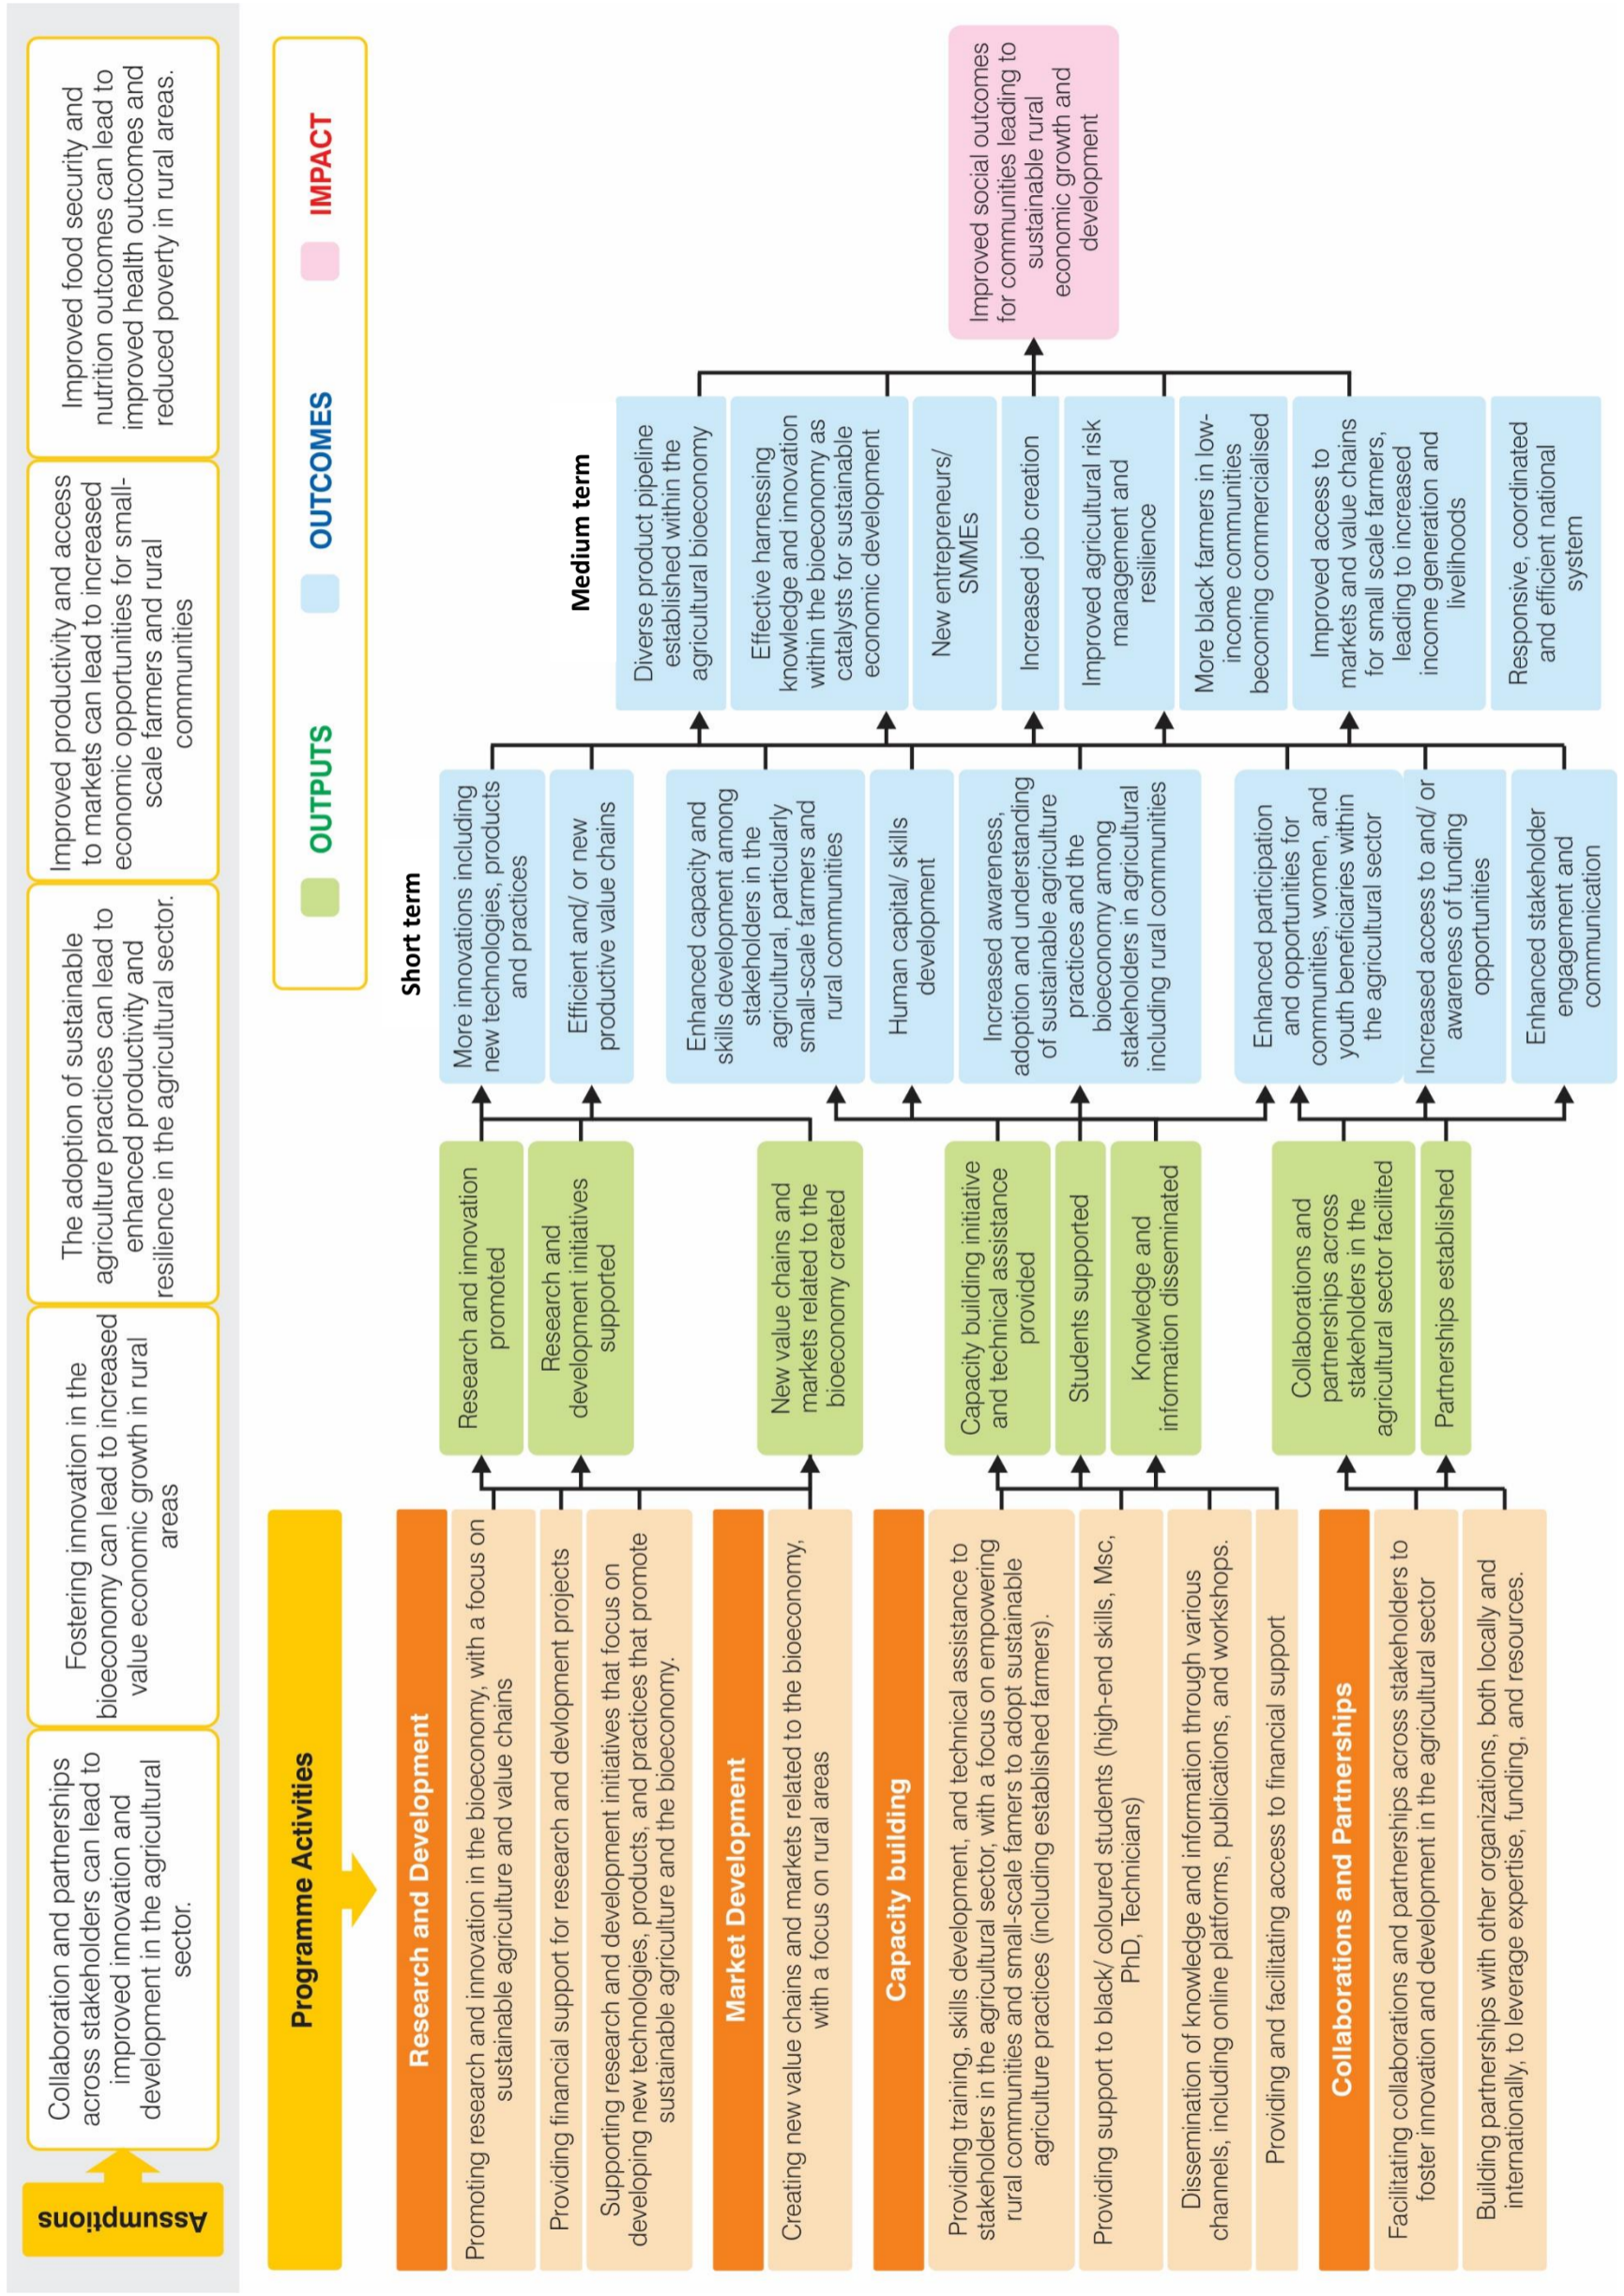 Assumptions
Collaboration and partnerships
across stakeholders can lead to
improved innovation and
development in the agricultural
sector.
Fostering innovation in the
bioeconomy can lead to increased
value economic growth in rural
areas
The adoption of sustainable
agriculture practices can lead to
enhanced productivity and
resilience in the agricultural sector.
Improved productivity and access
to markets can lead to increased
economic opportunities for small-
scale farmers and rural
communities
Improved food security and
nutrition outcomes can lead to
improved health outcomes and
reduced poverty in rural areas.
Programme Activities
OUTPUTS
OUTCOMES
IMPACT
Research and Development
Promoting research and innovation in the bioeconomy, with a focus on
sustainable agriculture and value chains
Providing financial support for research and devlopment projects
Supporting research and development initiatives that focus on
developing new technologies, products, and practices that promote
sustainable agriculture and the bioeconomy.
Market Development
Creating new value chains and markets related to the bioeconomy,
with a focus on rural areas
Capacity building
Providing training, skills development, and technical assistance to
stakeholders in the agricultural sector, with a focus on empowering
rural communities and small-scale famers to adopt sustainable
agriculture practices (including established farmers).
Providing support to black/ coloured students (high-end skills, Msc,
PhD, Technicians)
Dissemination of knowledge and information through various
channels, including online platforms, publications, and workshops.
Providing and facilitating access to financial support
Collaborations and Partnerships
Facilitating collaborations and partnerships across stakeholders to
foster innovation and development in the agricultural sector
Building partnerships with other organizations, both locally and
internationally, to leverage expertise, funding, and resources.
Research and innovation
promoted
Research and
development initiatives
supported
New value chains and
markets related to the
bioeconomy created
Capacity building initiative
and technical assistance
provided
Students supported
Knowledge and
information disseminated
Collaborations and
partnerships across
stakeholders in the
agricultural sector facilited
Partnerships established
Short term
More innovations including
new technologies, products
and practices
Efficient and/ or new
productive value chains
Enhanced capacity and
skills development among
stakeholders in the
agricultural, particularly
small-scale farmers and
rural communities
Human capital/ skills
development
Increased awareness,
adoption and understanding
of sustainable agriculture
practices and the
bioeconomy among
stakeholders in agricultural
including rural communities
Enhanced participation
and opportunities for
communities, women, and
youth beneficiaries within
the agricultural sector
Increased access to and/ or
awareness of funding
opportunities
Enhanced stakeholder
engagement and
communication
Medium term
Diverse product pipeline
established within the
agricultural bioeconomy
Effective harnessing
knowledge and innovation
within the bioeconomy as
catalysts for sustainable
economic development
New entrepreneurs/
SMMEs
Increased job creation
Improved agricultural risk
management and
resilience
More black farmers in low-
income communities
becoming commercialised
Improved access to
markets and value chains
for small scale farmers,
leading to increased
income generation and
livelihoods
Responsive, coordinated
and efficient national
system
Improved social outcomes
for communities leading to
sustainable rural
economic growth and
development